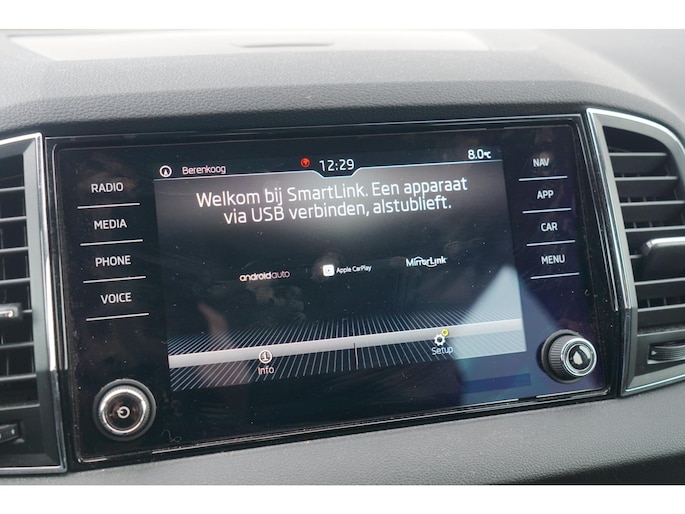 Berenkoog 12:29 8.0°C
RADIO
MEDIA
PHONE
VOICE
Welkom bij SmartLink. Een apparaat
via USB verbinden, alstublieft.
androidauto Apple CarPlay MirrorLink
Info Setup
NAV
APP
CAR
MENU